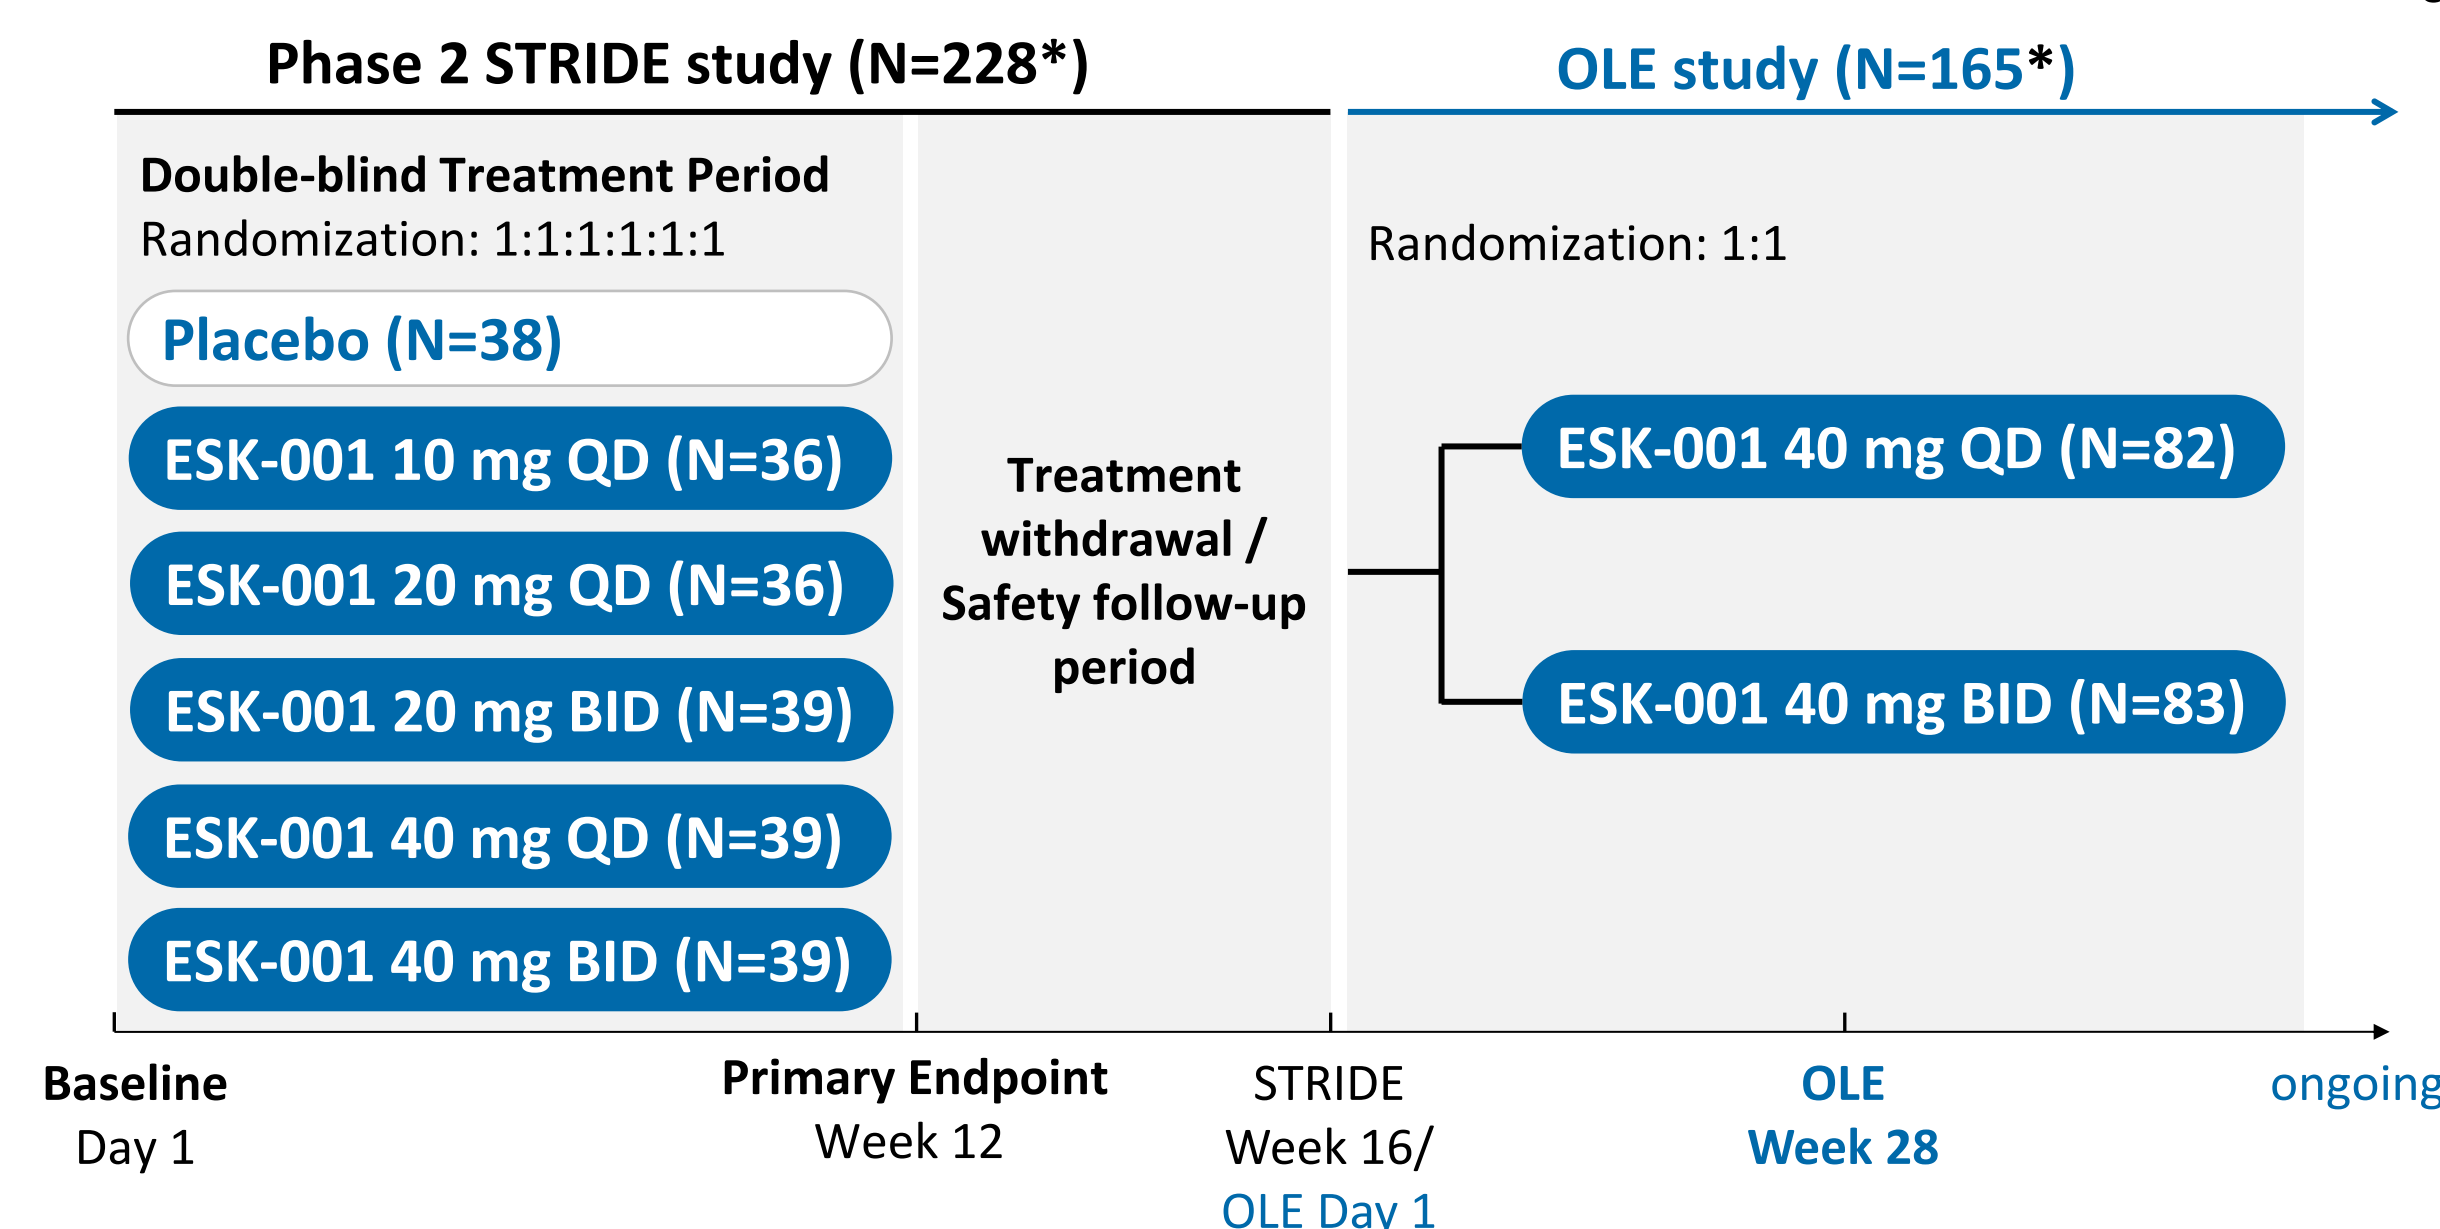 Phase 2 STRIDE study (N=228*)
OLE study (N=165*)
Double-blind Treatment Period
Randomization: 1:1:1:1:1:1
Randomization: 1:1
Placebo (N=38)
ESK-001 10 mg QD (N=36)
ESK-001 20 mg QD (N=36)
ESK-001 20 mg BID (N=39)
ESK-001 40 mg QD (N=39)
ESK-001 40 mg BID (N=39)
Treatment
withdrawal /
Safety follow-up
period
ESK-001 40 mg QD (N=82)
ESK-001 40 mg BID (N=83)
Baseline
Day 1
Primary Endpoint
Week 12
STRIDE
Week 16/
OLE Day 1
OLE
Week 28
ongoing